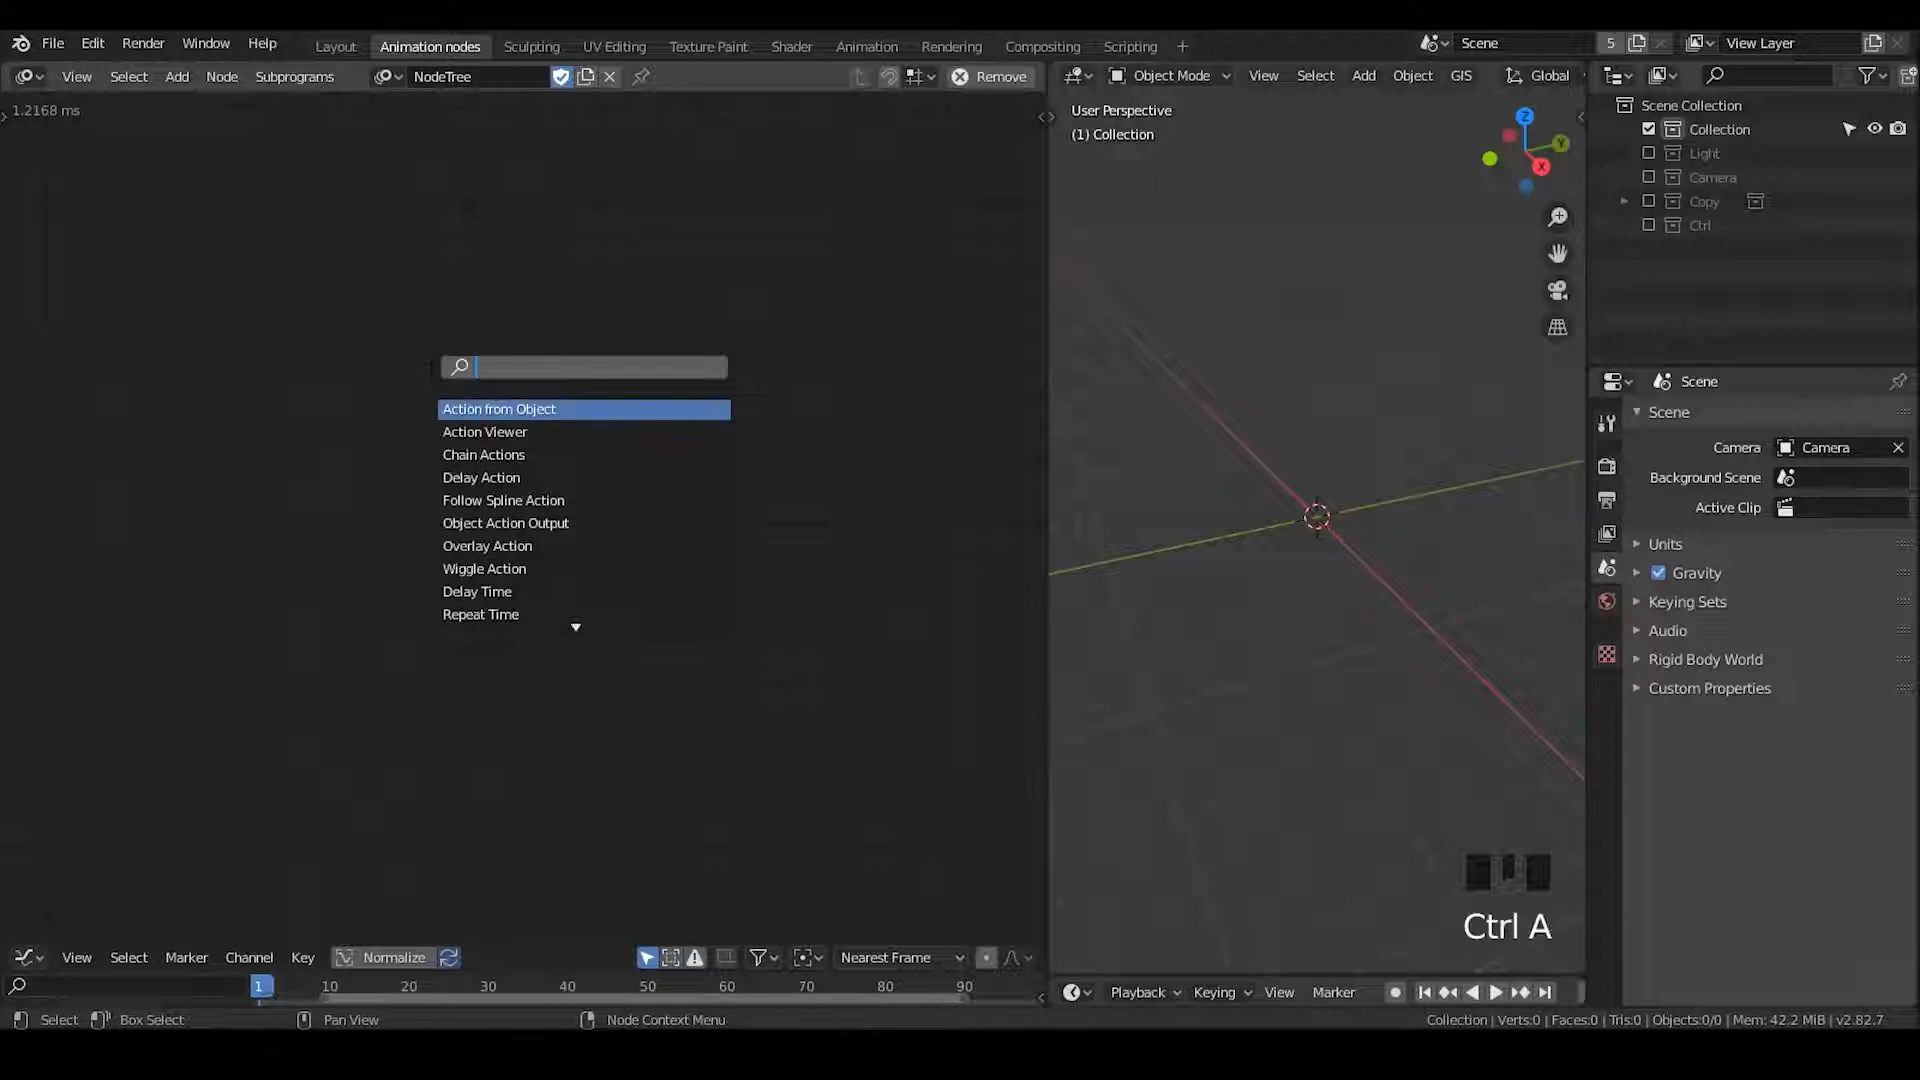 File Edit Render Window Help Layout Animation nodes Sculpting UV Editing Texture Paint Shader Animation Rendering Compositing Scripting Scene 5 View Layer
View Select Add Node Subprograms NodeTree Remove Object Mode View Select Add Object GIS Global
1.2168 ms
User Perspective
(1) Collection
Z
Y
X
Scene Collection
Collection
Light
Camera
Copy
Ctrl
Action from Object
Action Viewer
Chain Actions
Delay Action
Follow Spline Action
Object Action Output
Overlay Action
Wiggle Action
Delay Time
Repeat Time
Scene
Scene
Camera Camera
Background Scene
Active Clip
Units
Gravity
Keying Sets
Audio
Rigid Body World
Custom Properties
Ctrl A
View Select Marker Channel Key Normalize Nearest Frame
1 10 20 30 40 50 60 70 80 90
Playback Keying View Marker
Select Box Select Pan View Node Context Menu
Collection | Verts:0 | Faces:0 | Tris:0 | Objects:0/0 | Mem: 42.2 MiB | v2.82.7